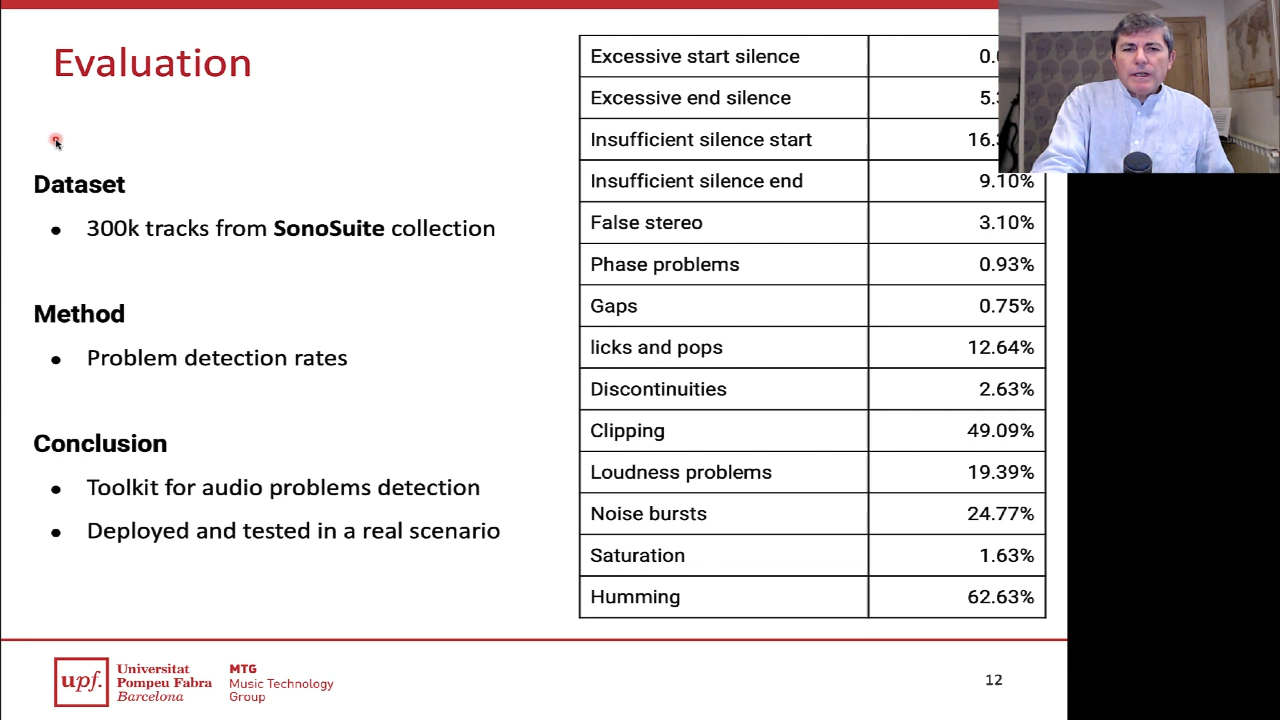 Evaluation
Dataset
• 300k tracks from SonoSuite collection
Method
• Problem detection rates
Conclusion
• Toolkit for audio problems detection
• Deployed and tested in a real scenario
Excessive start silence
Excessive end silence
Insufficient silence start
Insufficient silence end 9.10%
False stereo 3.10%
Phase problems 0.93%
Gaps 0.75%
licks and pops 12.64%
Discontinuities 2.63%
Clipping 49.09%
Loudness problems 19.39%
Noise bursts 24.77%
Saturation 1.63%
Humming 62.63%
upf.
Universitat
Pompeu Fabra
Barcelona
MTG
Music Technology
Group
12